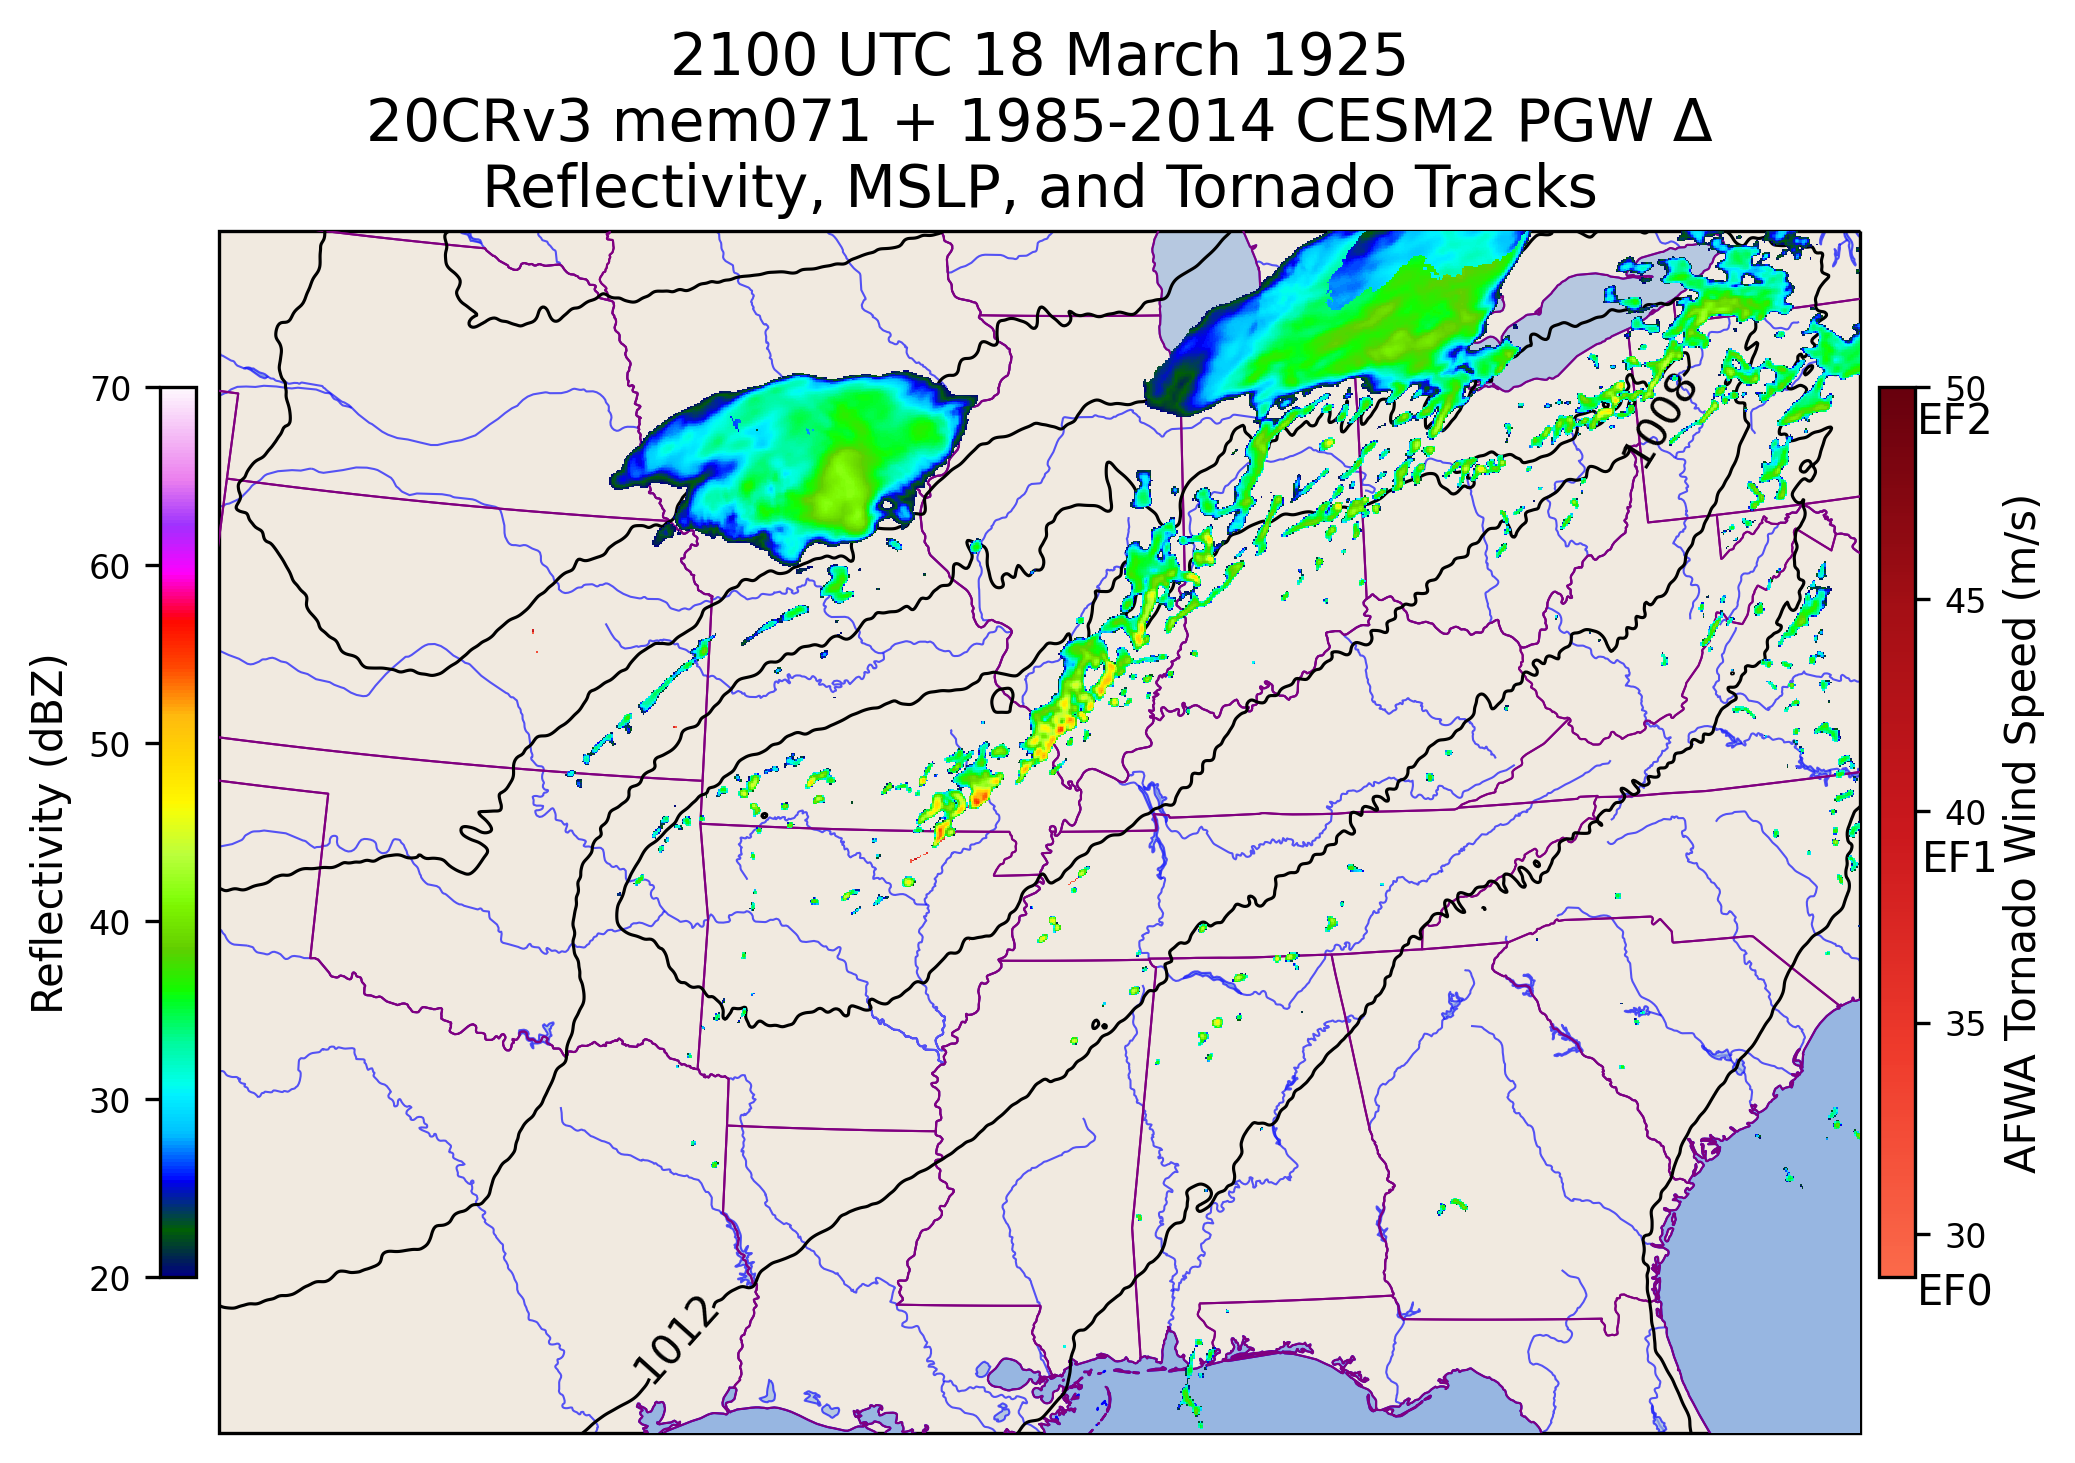 2100 UTC 18 March 1925
20CRv3 mem071 + 1985-2014 CESM2 PGW Δ
Reflectivity, MSLP, and Tornado Tracks
70
60
50
40
30
20
Reflectivity (dBZ)
1008
1012
50
EF2
45
40
EF1
35
30
EF0
AFWA Tornado Wind Speed (m/s)